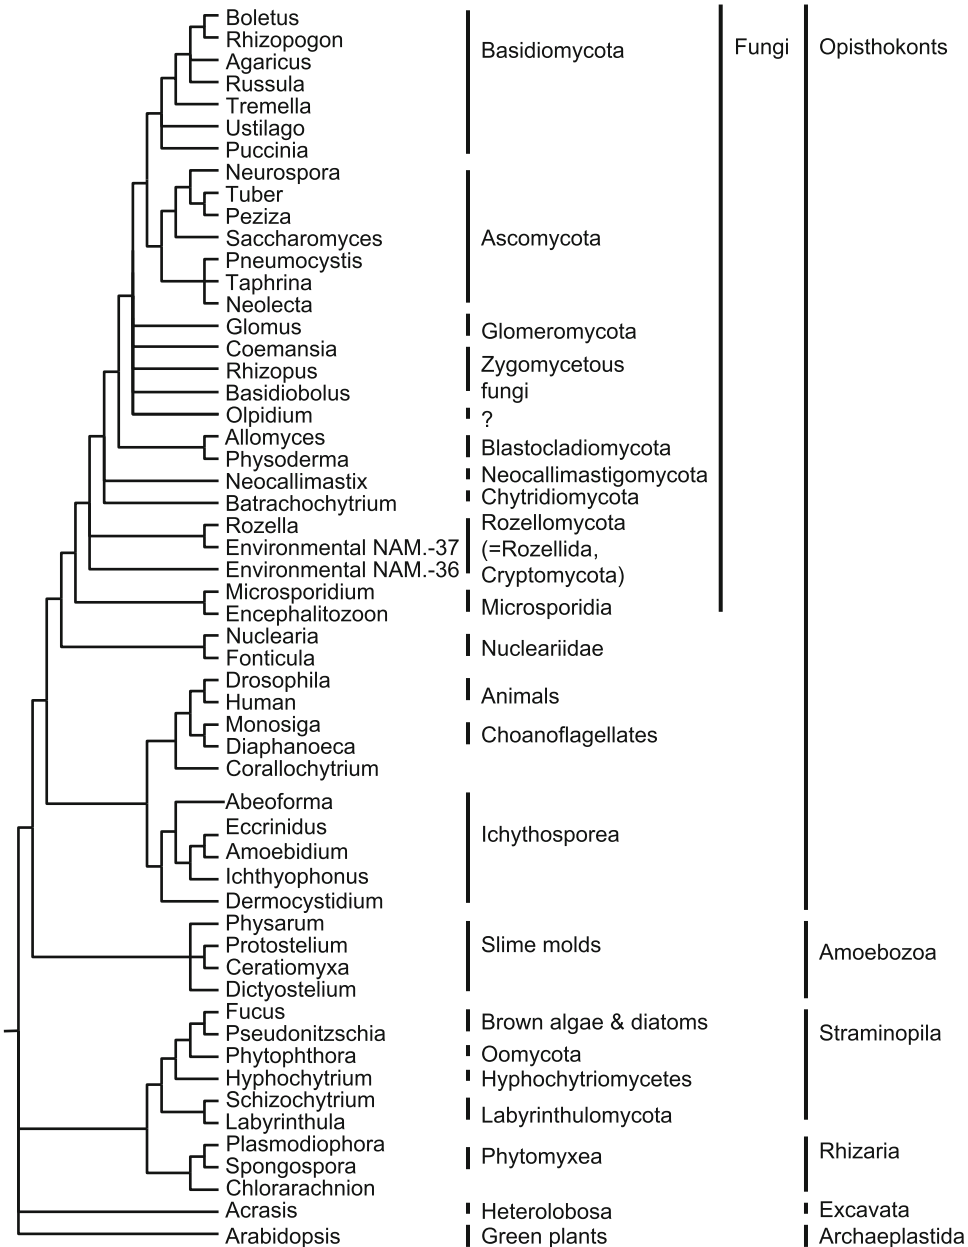 Boletus
Rhizopogon
Agaricus
Russula
Tremella
Ustilago
Puccinia
Neurospora
Tuber
Peziza
Saccharomyces
Pneumocystis
Taphrina
Neolecta
Glomus
Coemansia
Rhizopus
Basidiobolus
Olpidium
Allomyces
Physoderma
Neocallimastix
Batrachochytrium
Rozella
Environmental NAM.-37
Environmental NAM.-36
Microsporidium
Encephalitozoon
Nuclearia
Fonticula
Drosophila
Human
Monosiga
Diaphanoeca
Corallochytrium
Abeoforma
Eccrinidus
Amoebidium
Ichthyophonus
Dermocystidium
Physarum
Protostelium
Ceratiomyxa
Dictyostelium
Fucus
Pseudonitzschia
Phytophthora
Hyphochytrium
Schizochytrium
Labyrinthula
Plasmodiophora
Spongospora
Chlorarachnion
Acrasis
Arabidopsis
Basidiomycota
Ascomycota
Glomeromycota
Zygomycetous
fungi
?
Blastocladiomycota
Neocallimastigomycota
Chytridiomycota
Rozellomycota
(=Rozellida,
Cryptomycota)
Microsporidia
Nucleariidae
Animals
Choanoflagellates
Ichythosporea
Slime molds
Brown algae & diatoms
Oomycota
Hyphochytriomycetes
Labyrinthulomycota
Phytomyxea
Heterolobosa
Green plants
Fungi
Opisthokonts
Amoebozoa
Straminopila
Rhizaria
Excavata
Archaeplastida